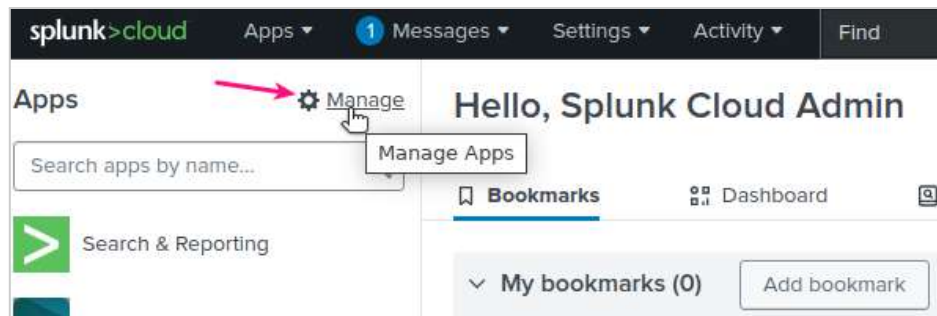 splunk>cloud Apps ▾ 1 Messages ▾ Settings ▾ Activity ▾ Find
Apps
Manage
Hello, Splunk Cloud Admin
Manage Apps
Search apps by name...
Bookmarks
Dashboard
Search & Reporting
My bookmarks (0)
Add bookmark